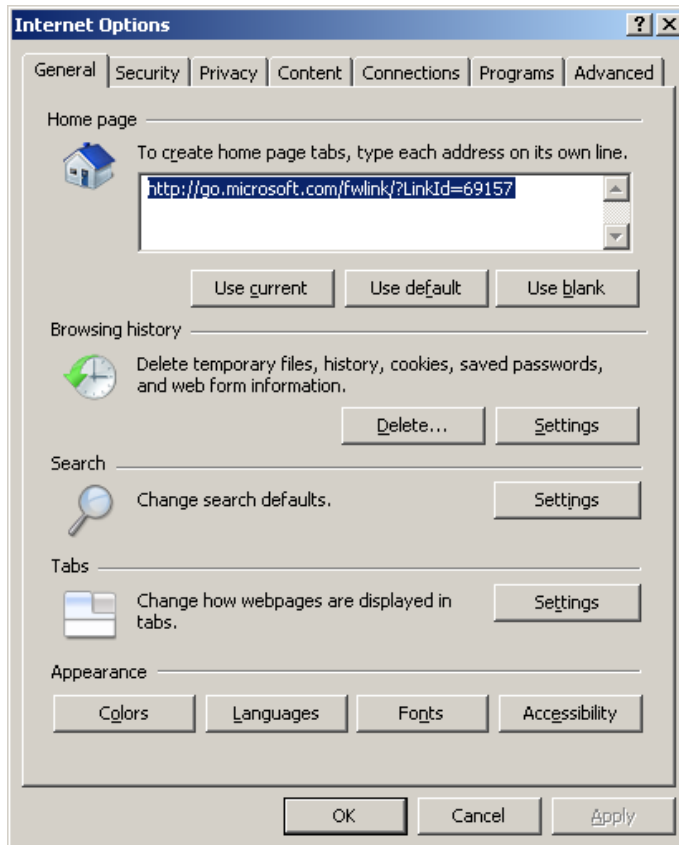 Internet Options
General Security Privacy Content Connections Programs Advanced
Home page
To create home page tabs, type each address on its own line.
http://go.microsoft.com/fwlink/?LinkId=69157
Use current Use default Use blank
Browsing history
Delete temporary files, history, cookies, saved passwords,
and web form information.
Delete... Settings
Search
Change search defaults. Settings
Tabs
Change how webpages are displayed in
tabs.
Settings
Appearance
Colors Languages Fonts Accessibility
OK Cancel Apply